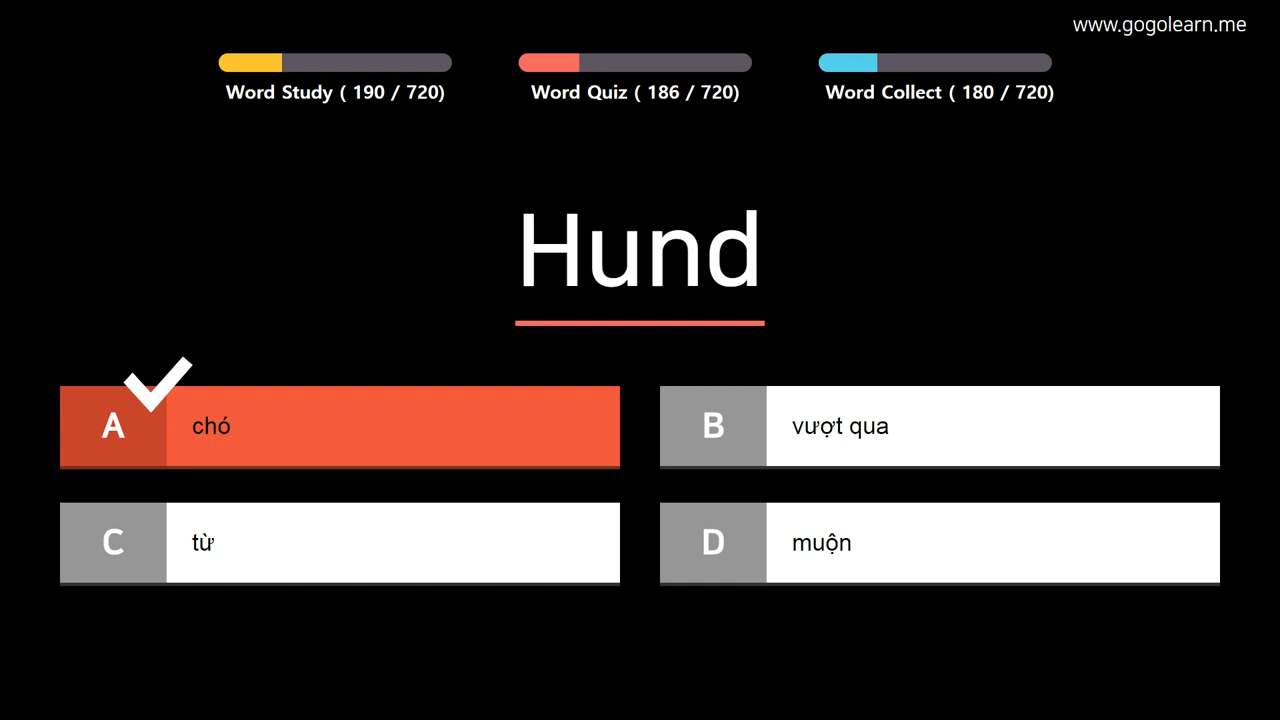 www.gogolearn.me
Word Study ( 190 / 720)
Word Quiz ( 186 / 720)
Word Collect ( 180 / 720)
Hund
A chó
B vượt qua
C từ
D muộn